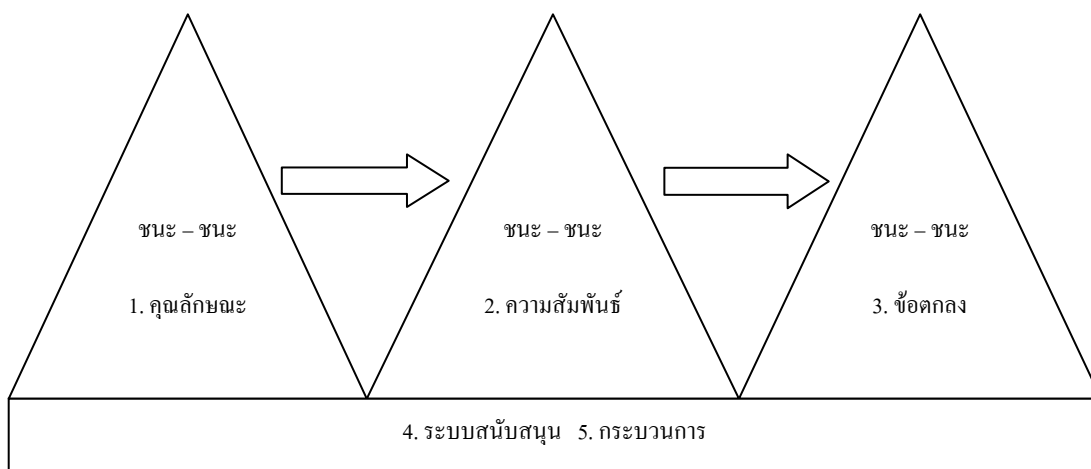 ชนะ – ชนะ
1. คุณลักษณะ
ชนะ – ชนะ
2. ความสัมพันธ์
ชนะ – ชนะ
3. ข้อตกลง
4. ระบบสนับสนุน 5. กระบวนการ